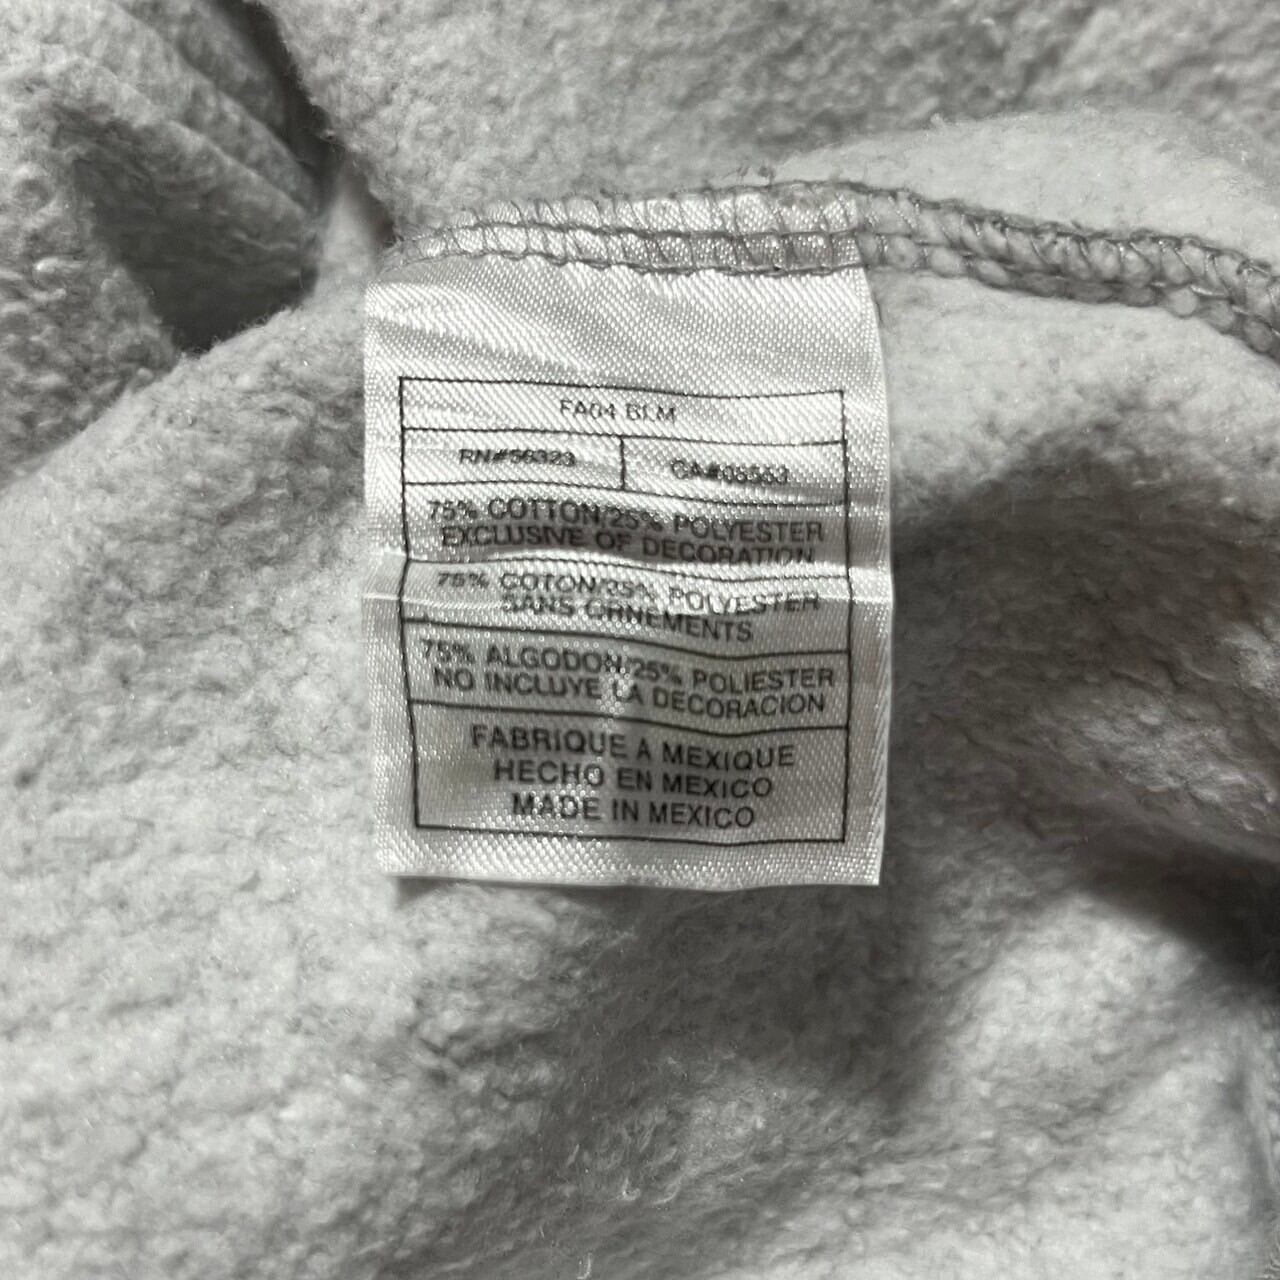 FA04 BLM
RN#56323
CA#05553
75% COTTON/25% POLYESTER
EXCLUSIVE OF DECORATION
75% COTON/25% POLYESTER
SANS ORNEMENTS
75% ALGODON/25% POLIESTER
NO INCLUYE LA DECORACION
FABRIQUE A MEXIQUE
HECHO EN MEXICO
MADE IN MEXICO